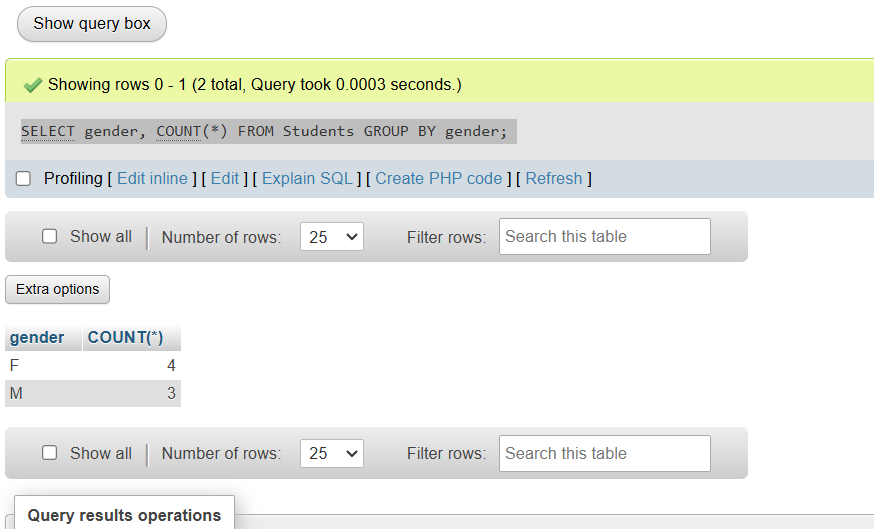 Show query box
Showing rows 0 - 1 (2 total, Query took 0.0003 seconds.)
SELECT gender, COUNT(*) FROM Students GROUP BY gender;
Profiling [ Edit inline ] [ Edit ] [ Explain SQL ] [ Create PHP code ] [ Refresh ]
Show all Number of rows: 25 Filter rows: Search this table
Extra options
gender COUNT(*)
F 4
M 3
Show all Number of rows: 25 Filter rows: Search this table
Query results operations